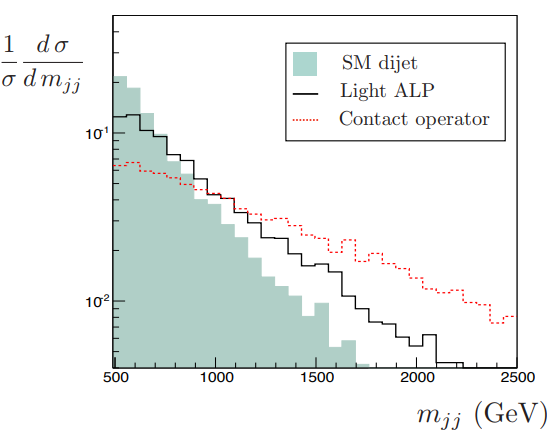 1/σ dσ/dm_jj
SM dijet
Light ALP
Contact operator
10⁻¹
10⁻²
500 1000 1500 2000 2500
m_jj (GeV)